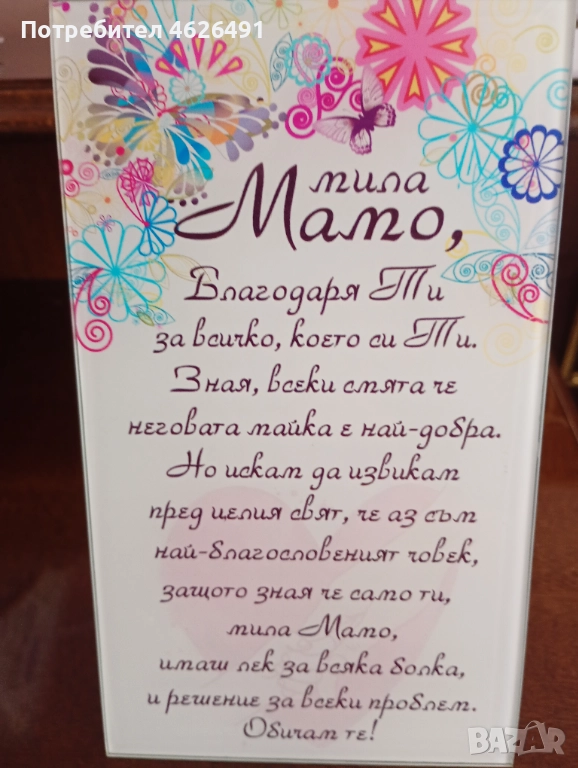 Потребител 4626491
мила
Мамо,
Благодаря Ти
за всичко, което си Ти.
Зная, всеки смята че
неговата майка е най-добра.
Но искам да извикам
пред целия свят, че аз съм
най-благословеният човек,
защото зная че само ти,
мила Мамо,
имаш лек за всяка болка,
и решение за всеки проблем.
Обичам те!
BAZAR